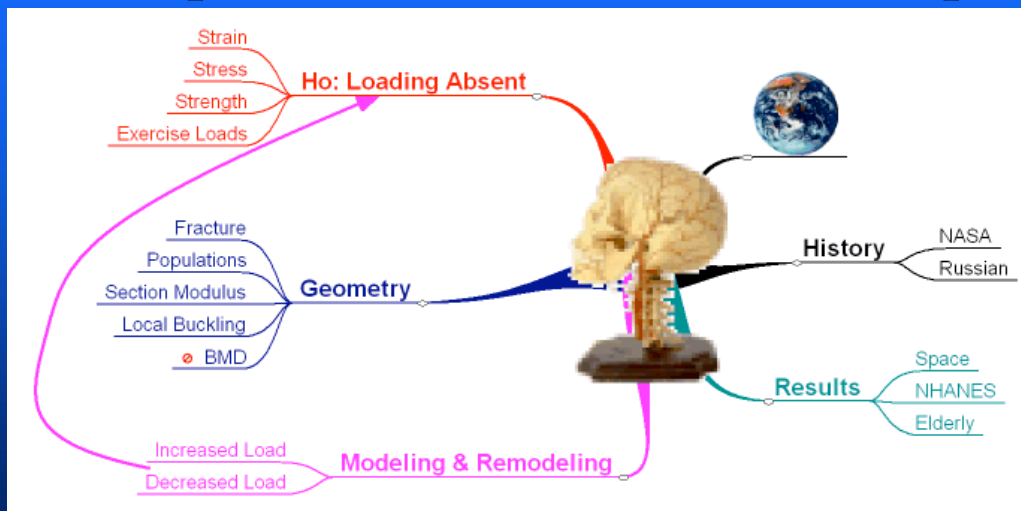 Strain
Stress
Strength
Exercise Loads
Ho: Loading Absent
Fracture
Populations
Section Modulus
Local Buckling
BMD
Geometry
Increased Load
Decreased Load
Modeling & Remodeling
History
NASA
Russian
Results
Space
NHANES
Elderly